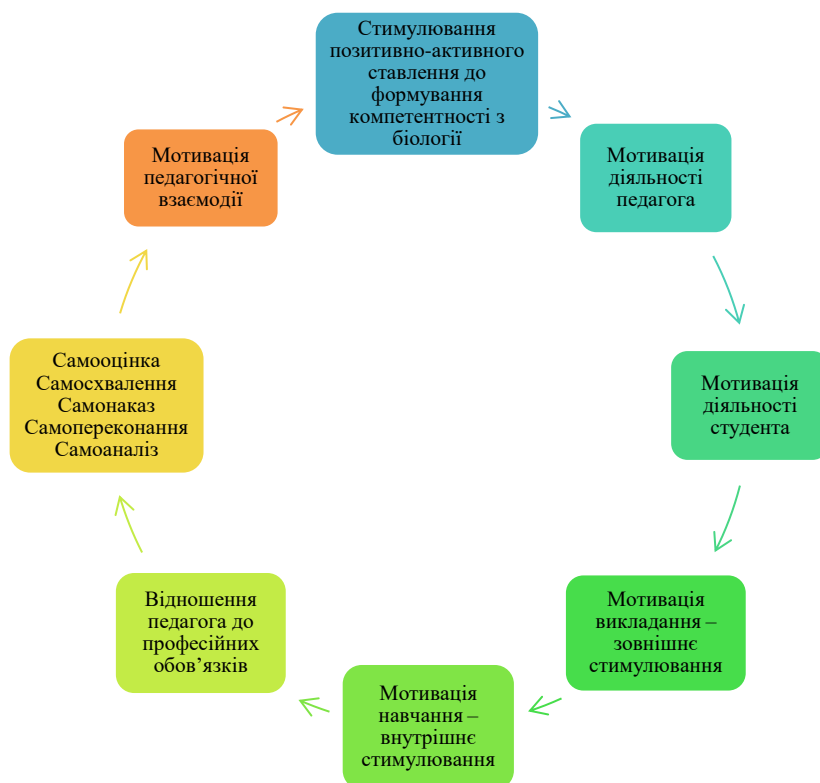 Стимулювання
позитивно-активного
ставлення до
формування
компетентності з
біології
Мотивація
діяльності
педагога
Мотивація
діяльності
студента
Мотивація
викладання –
зовнішнє
стимулювання
Мотивація
навчання –
внутрішнє
стимулювання
Відношення
педагога до
професійних
обов’язків
Самооцінка
Самосхвалення
Самонаказ
Самопереконання
Самоаналіз
Мотивація
педагогічної
взаємодії